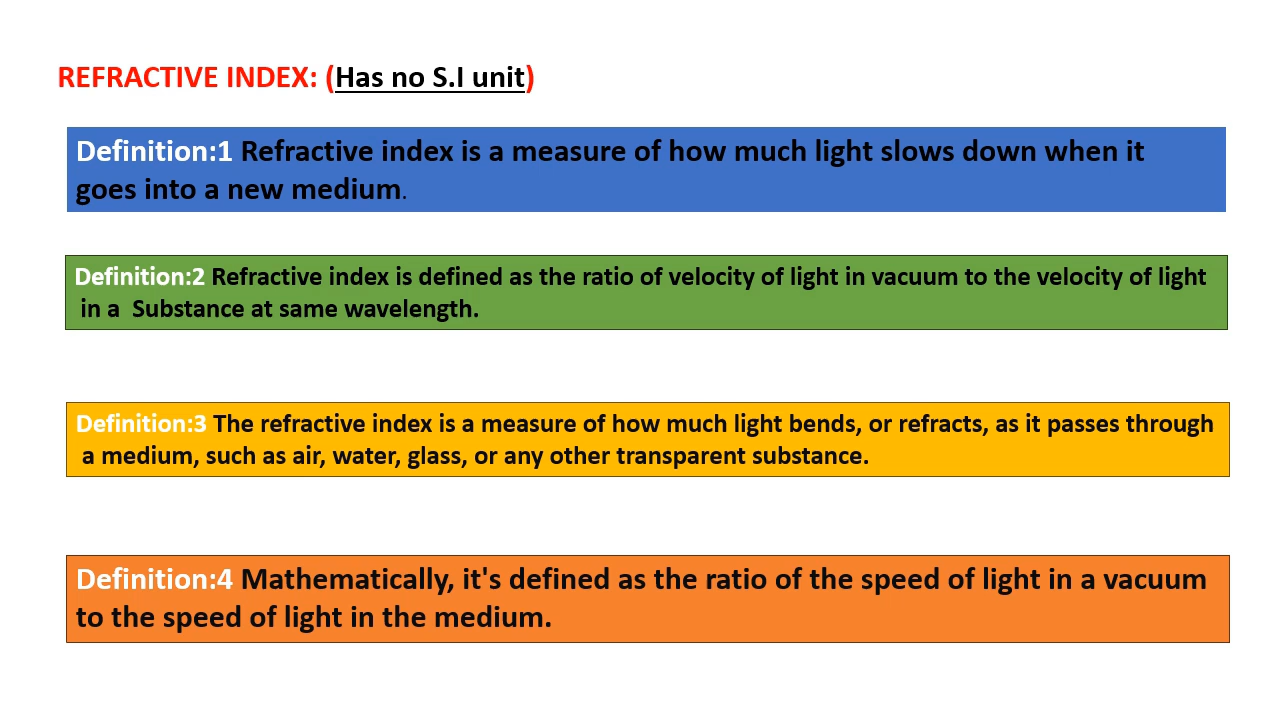 REFRACTIVE INDEX: (Has no S.I unit)
Definition:1 Refractive index is a measure of how much light slows down when it
goes into a new medium.
Definition:2 Refractive index is defined as the ratio of velocity of light in vacuum to the velocity of light
in a  Substance at same wavelength.
Definition:3 The refractive index is a measure of how much light bends, or refracts, as it passes through
a medium, such as air, water, glass, or any other transparent substance.
Definition:4 Mathematically, it's defined as the ratio of the speed of light in a vacuum
to the speed of light in the medium.